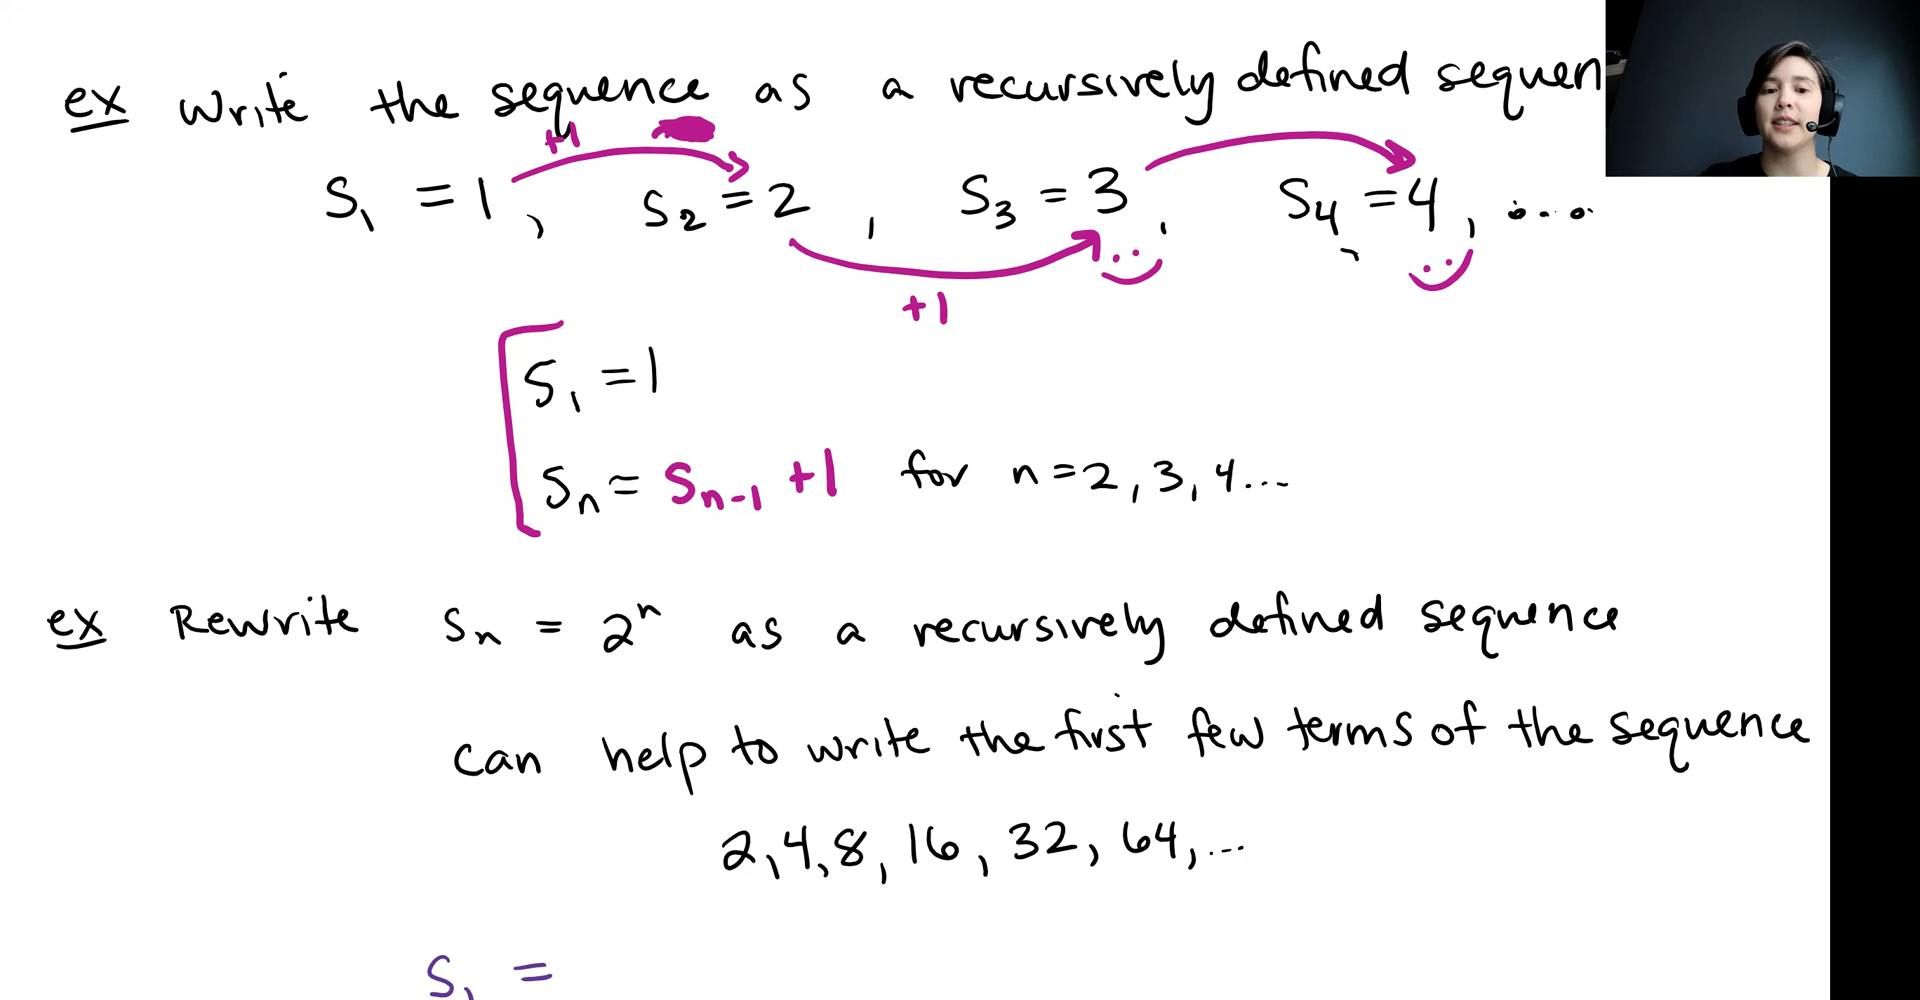 ex Write the sequence as a recursively defined sequen
+1
S₁ = 1, S₂ = 2, S₃ = 3, S₄ = 4, ....
+1
S₁ = 1
Sₙ = Sₙ₋₁ +1 for n = 2, 3, 4...
ex Rewrite Sₙ = 2ⁿ as a recursively defined sequence
can help to write the first few terms of the sequence
2, 4, 8, 16, 32, 64, ...
S₁ =